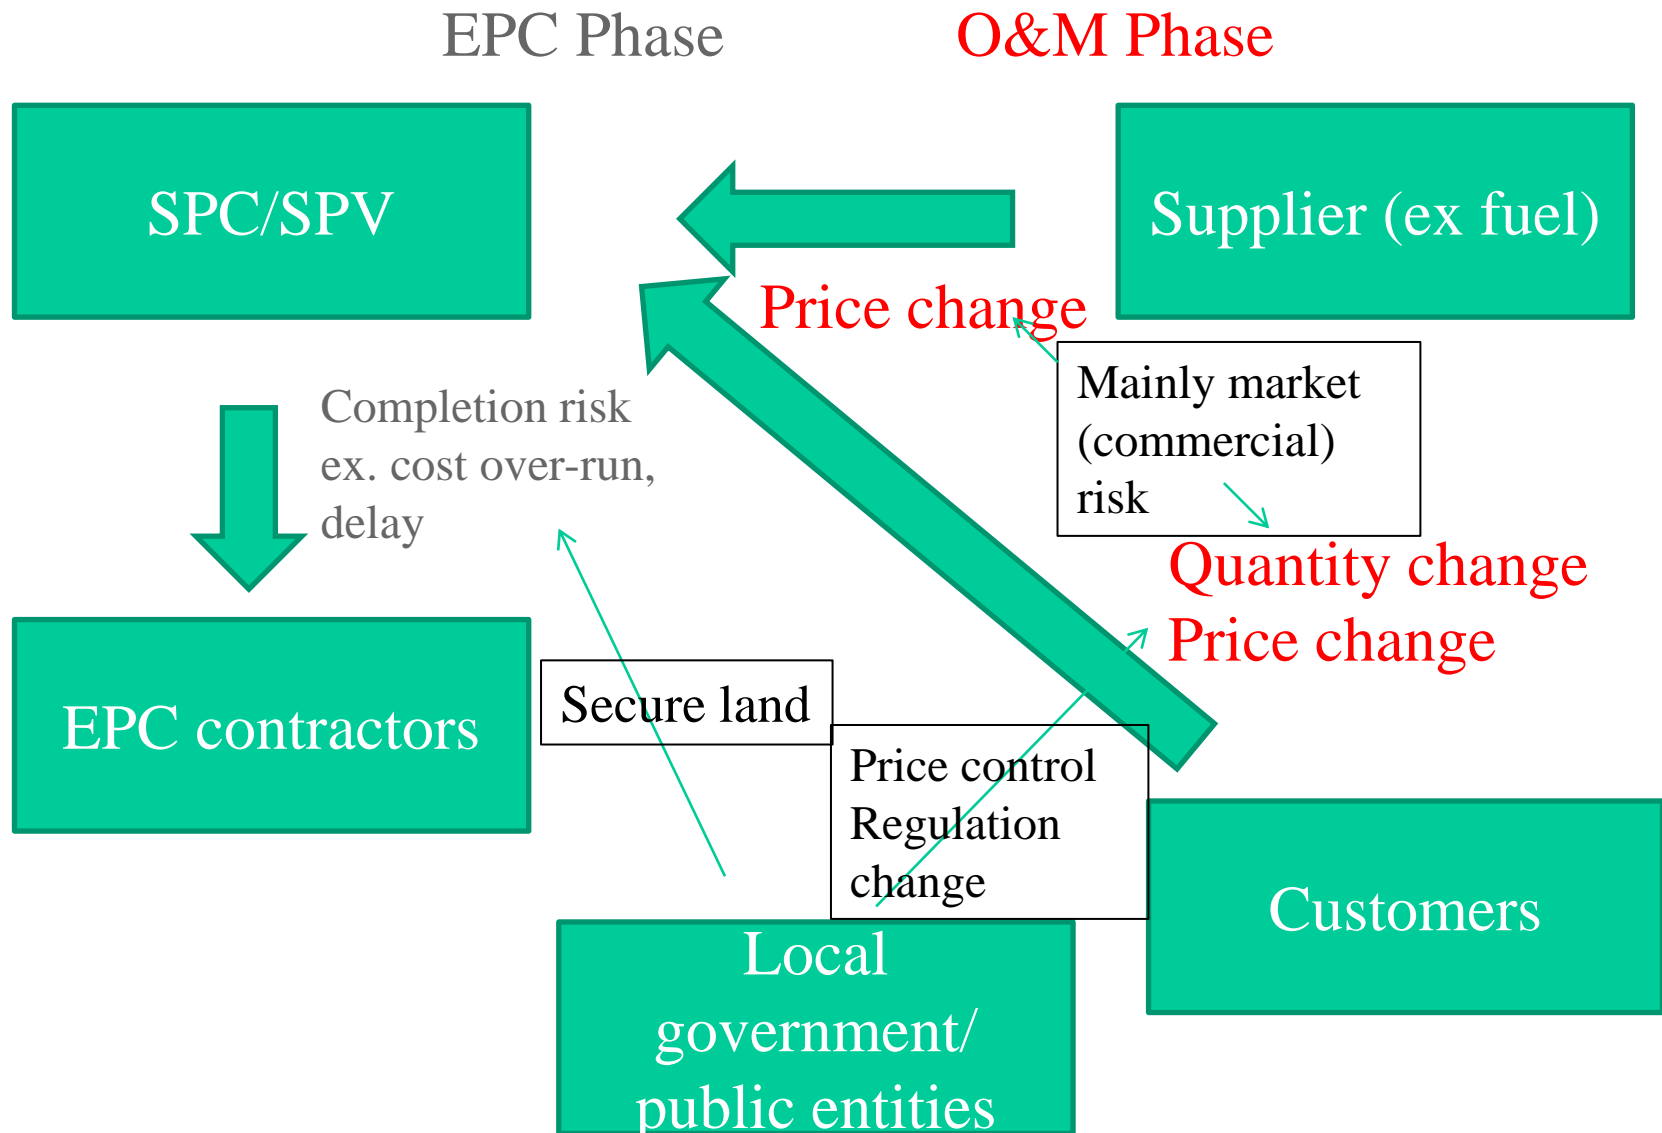 EPC Phase
O&M Phase
SPC/SPV
Supplier (ex fuel)
Price change
Mainly market
(commercial)
risk
Completion risk
ex. cost over-run,
delay
Quantity change
Price change
Secure land
EPC contractors
Price control
Regulation
change
Customers
Local
government/
public entities